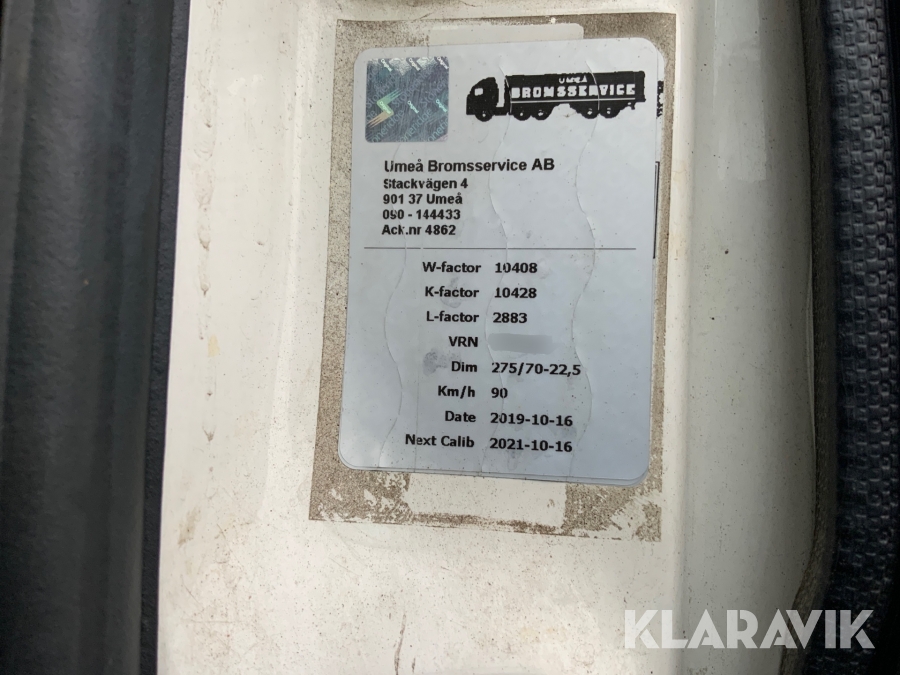 UMEÅ
BROMSSERVICE
Umeå Bromsservice AB
Stackvägen 4
901 37 Umeå
090 - 144433
Ack.nr 4862
W-factor 10408
K-factor 10428
L-factor 2883
VRN
Dim 275/70-22,5
Km/h 90
Date 2019-10-16
Next Calib 2021-10-16
KLARAVIK